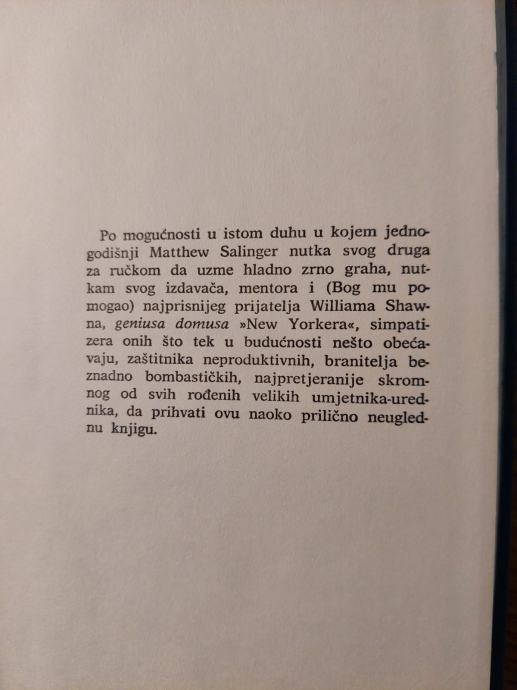 Po mogućnosti u istom duhu u kojem jedno-
godišnji Matthew Salinger nutka svog druga
za ručkom da uzme hladno zrno graha, nut-
kam svog izdavača, mentora i (Bog mu po-
mogao) najprisnijeg prijatelja Williama Shaw-
na, geniusa domusa »New Yorkera«, simpati-
zera onih što tek u budućnosti nešto obeća-
vaju, zaštitnika neproduktivnih, branitelja be-
znadno bombastičkih, najpretjeranije skrom-
nog od svih rođenih velikih umjetnika-ured-
nika, da prihvati ovu naoko prilično neugled-
nu knjigu.